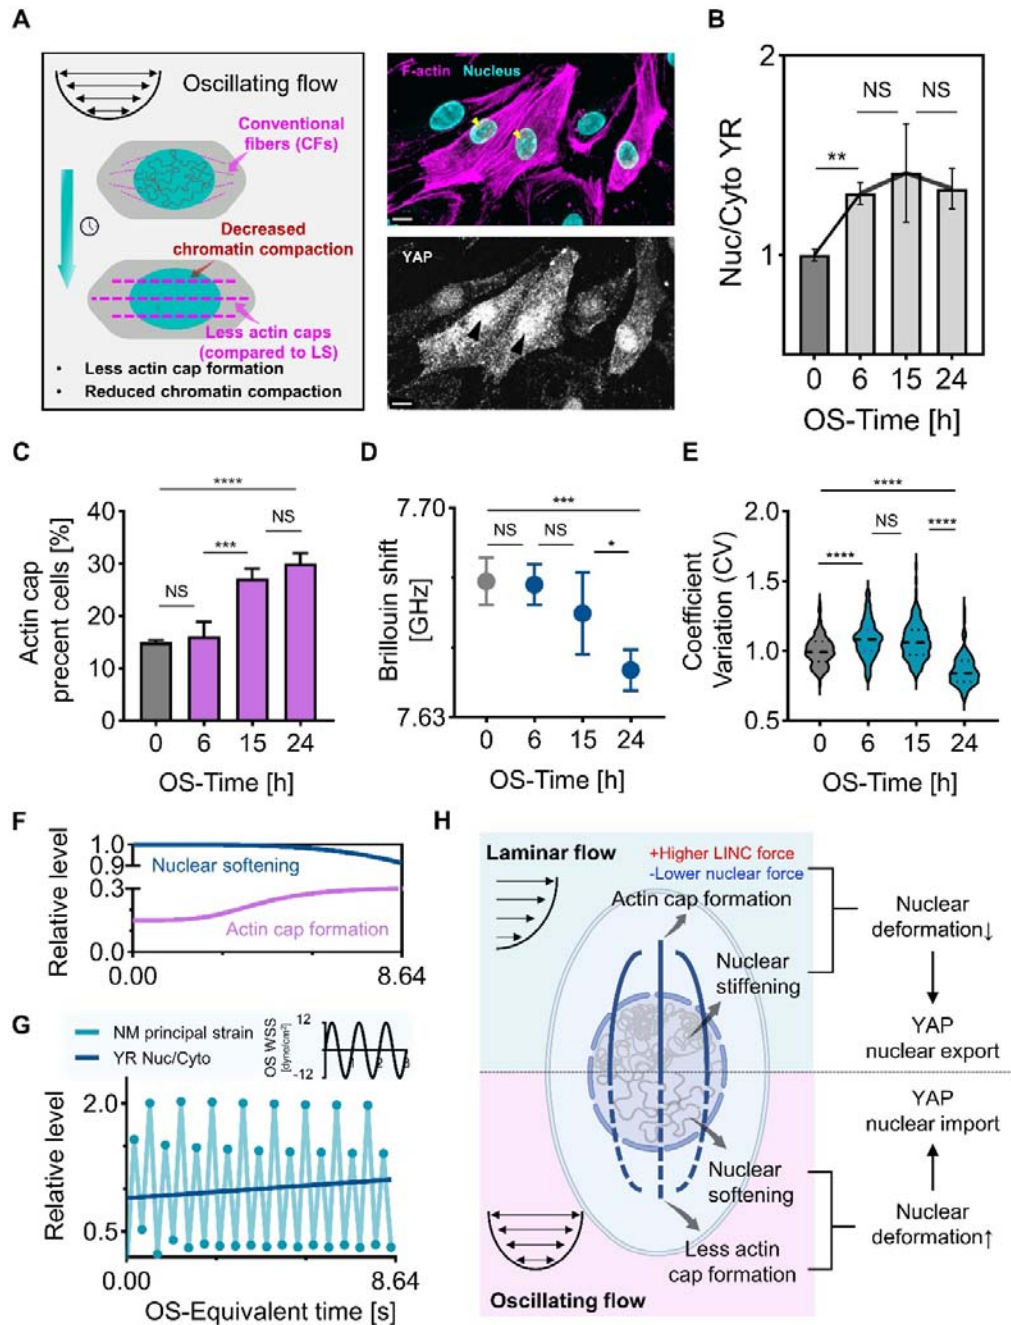 A
Oscillating flow
Conventional
fibers (CFs)
Decreased
chromatin compaction
Less actin caps
(compared to LS)
• Less actin cap formation
• Reduced chromatin compaction
F-actin Nucleus
YAP
B
Nuc/Cyto YR
2
1
**
NS
NS
0 6 15 24
OS-Time [h]
C
Actin cap
precent cells [%]
40
30
20
10
0
****
NS
***
NS
0 6 15 24
OS-Time [h]
D
Brillouin shift
[GHz]
7.70
7.63
***
NS
NS
*
0 6 15 24
OS-Time [h]
E
Coefficient
Variation (CV)
2.0
1.5
1.0
0.5
****
****
NS
****
0 6 15 24
OS-Time [h]
F
Relative level
1.0
0.9
0.3
0.0
Nuclear softening
Actin cap formation
0.00 8.64
G
NM principal strain
YR Nuc/Cyto
OS WSS
[dyne/cm²]
12
-12
1 2 3
Relative level
2.0
0.5
0.00 8.64
OS-Equivalent time [s]
H
Laminar flow
+Higher LINC force
-Lower nuclear force
Actin cap formation
Nuclear
stiffening
Nuclear
deformation↓
YAP
nuclear export
YAP
nuclear import
Nuclear
deformation↑
Nuclear
softening
Less actin
cap formation
Oscillating flow